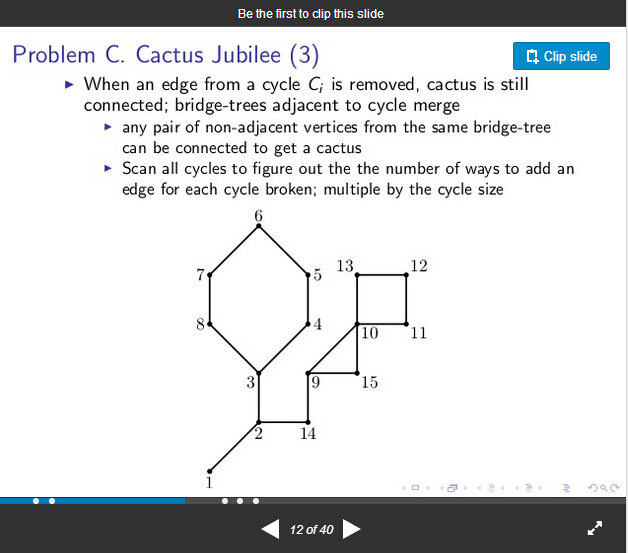 Be the first to clip this slide
Problem C. Cactus Jubilee (3)
Clip slide
When an edge from a cycle Ci is removed, cactus is still
connected; bridge-trees adjacent to cycle merge
any pair of non-adjacent vertices from the same bridge-tree
can be connected to get a cactus
Scan all cycles to figure out the the number of ways to add an
edge for each cycle broken; multiple by the cycle size
6
7 5 13 12
8 4 10 11
3 9 15
2 14
1
12 of 40